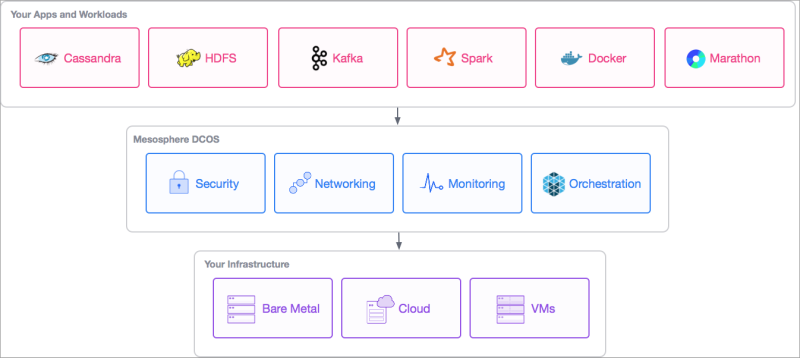 Your Apps and Workloads
Cassandra
HDFS
Kafka
Spark
Docker
Marathon
Mesosphere DCOS
Security
Networking
Monitoring
Orchestration
Your Infrastructure
Bare Metal
Cloud
VMs